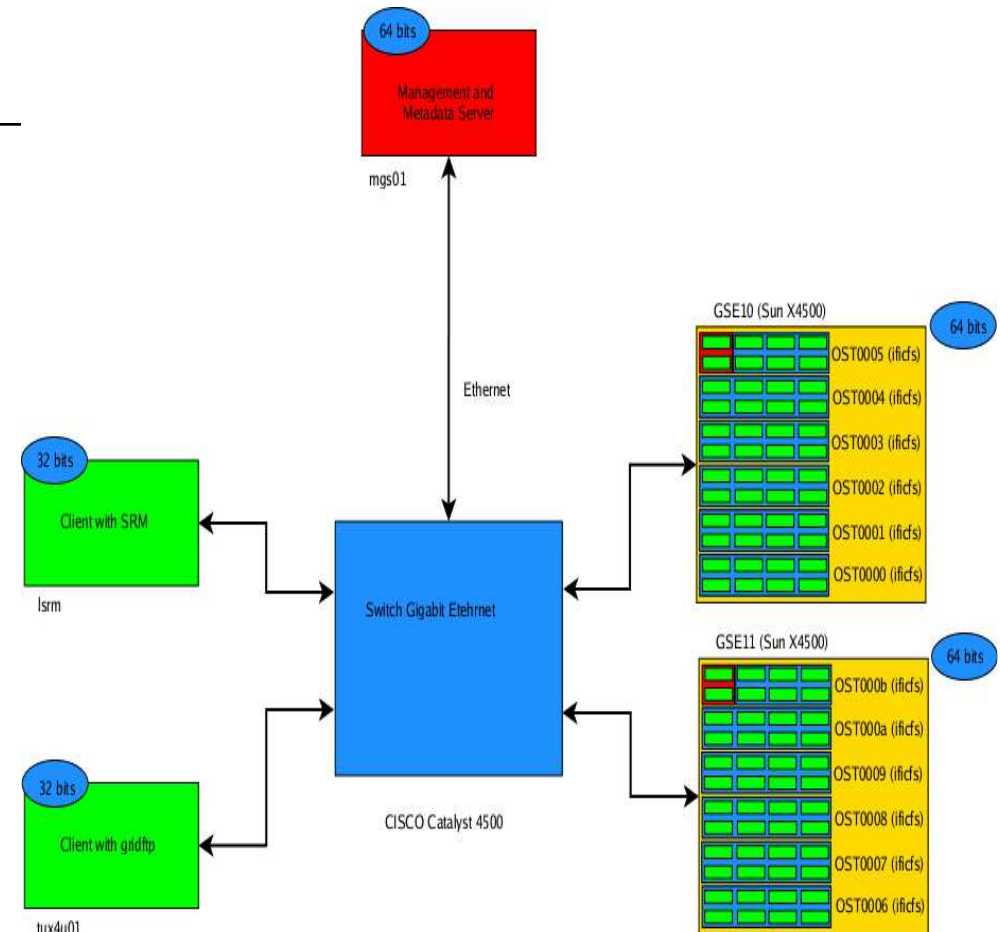 64 bits
Management and
Metadata Server
mgs01
Ethernet
GSE10 (Sun X4500)
64 bits
OST0005 (ificfs)
OST0004 (ificfs)
OST0003 (ificfs)
OST0002 (ificfs)
OST0001 (ificfs)
OST0000 (ificfs)
32 bits
Client with SRM
lsrm
Switch Gigabit Etehrnet
CISCO Catalyst 4500
GSE11 (Sun X4500)
64 bits
OST000b (ificfs)
OST000a (ificfs)
OST0009 (ificfs)
OST0008 (ificfs)
OST0007 (ificfs)
OST0006 (ificfs)
32 bits
Client with gridftp
tux4u01